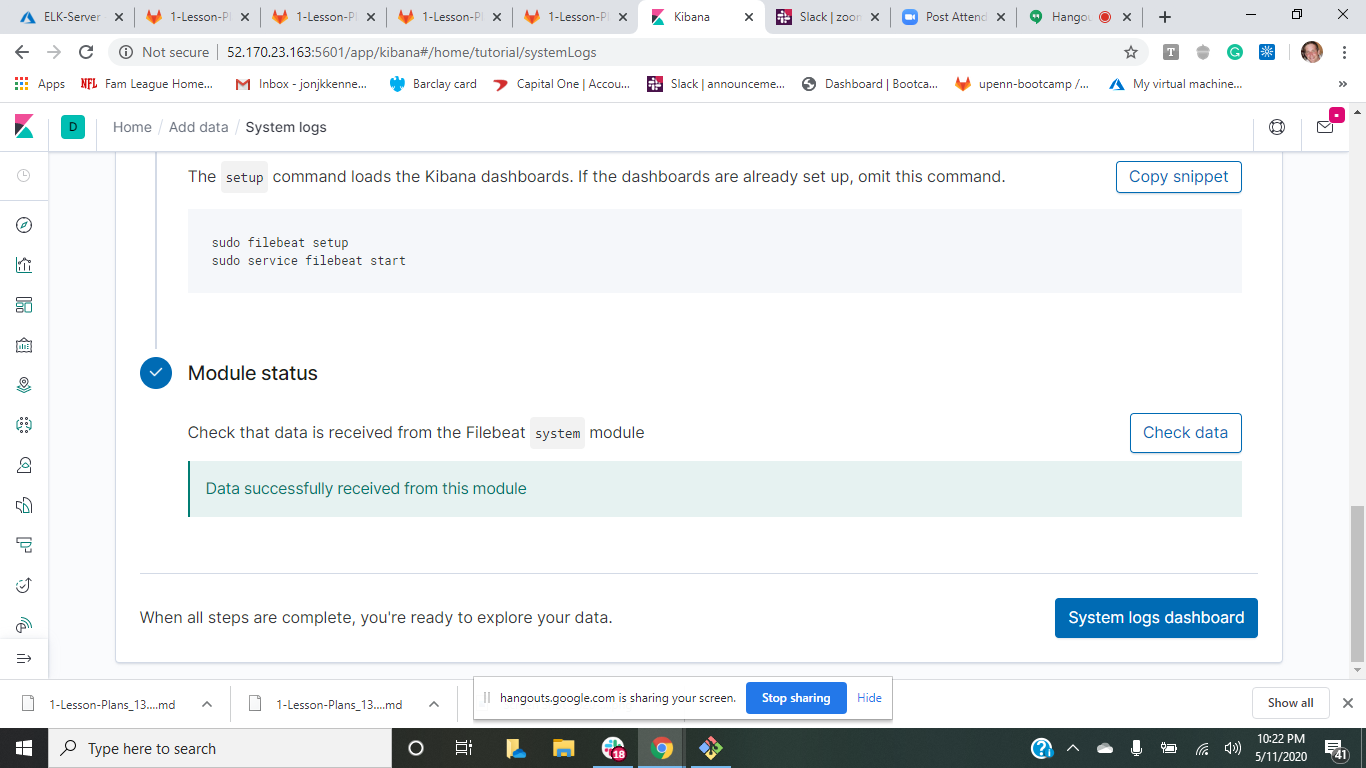 ELK-Server
1-Lesson-Pl
1-Lesson-Pl
1-Lesson-Pl
1-Lesson-Pl
Kibana
Slack | zoom
Post Attend
Hangou
Not secure | 52.170.23.163:5601/app/kibana#/home/tutorial/systemLogs
Apps
NFL Fam League Home...
Inbox - jonjkkenne...
Barclay card
Capital One | Accou...
Slack | announceme...
Dashboard | Bootca...
upenn-bootcamp /...
My virtual machine...
»
D
Home / Add data / System logs
The setup command loads the Kibana dashboards. If the dashboards are already set up, omit this command.
Copy snippet
sudo filebeat setup
sudo service filebeat start
Module status
Check that data is received from the Filebeat system module
Check data
Data successfully received from this module
When all steps are complete, you're ready to explore your data.
System logs dashboard
1-Lesson-Plans_13....md
1-Lesson-Plans_13....md
hangouts.google.com is sharing your screen.
Stop sharing
Hide
Show all
Type here to search
18
10:22 PM
5/11/2020
41